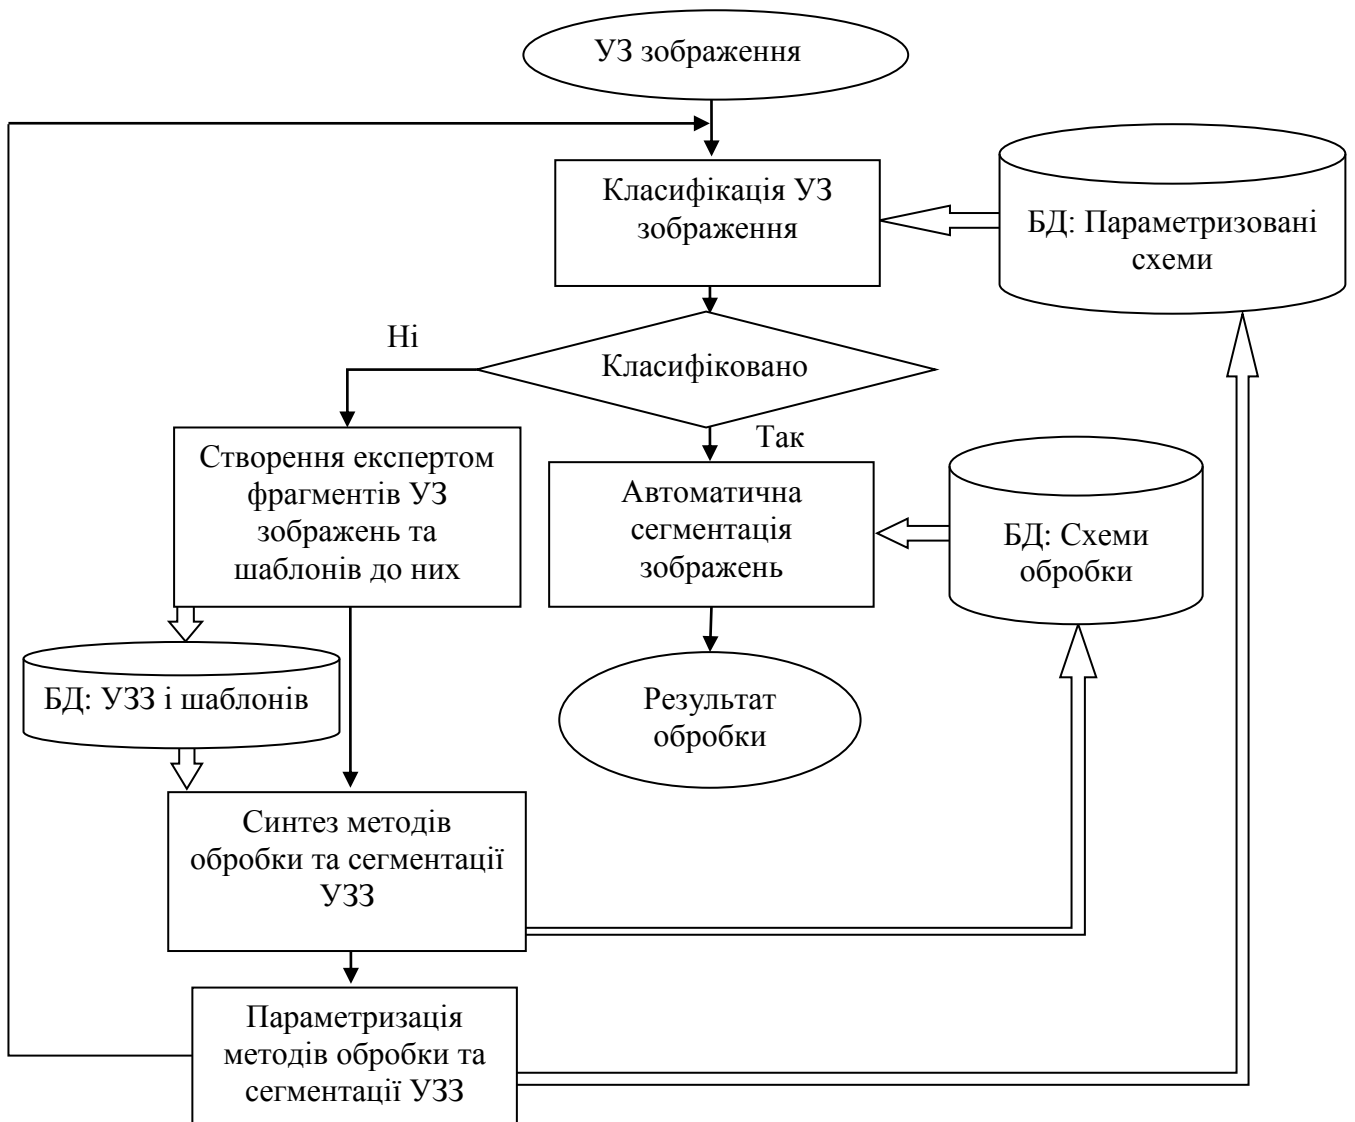 УЗ зображення
Класифікація УЗ
зображення
БД: Параметризовані
схеми
Ні
Класифіковано
Так
Створення експертом
фрагментів УЗ
зображень та
шаблонів до них
Автоматична
сегментація
зображень
БД: Схеми
обробки
БД: УЗЗ і шаблонів
Результат
обробки
Синтез методів
обробки та сегментації
УЗЗ
Параметризація
методів обробки та
сегментації УЗЗ